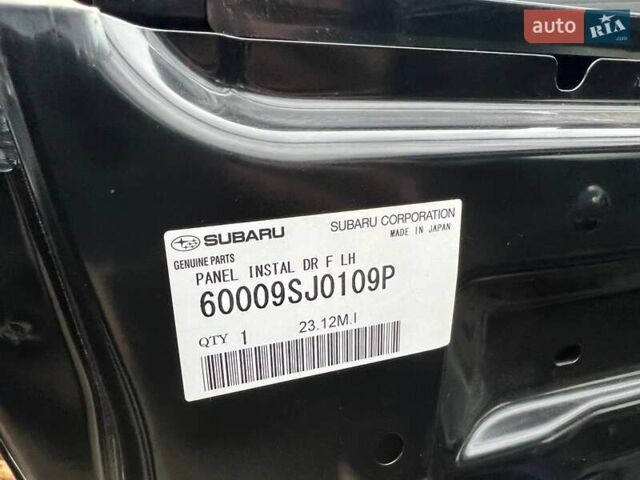 auto RIA.com
SUBARU
SUBARU CORPORATION
GENUINE PARTS
MADE IN JAPAN
PANEL INSTAL DR F LH
60009SJ0109P
QTY 1
23.12M.I